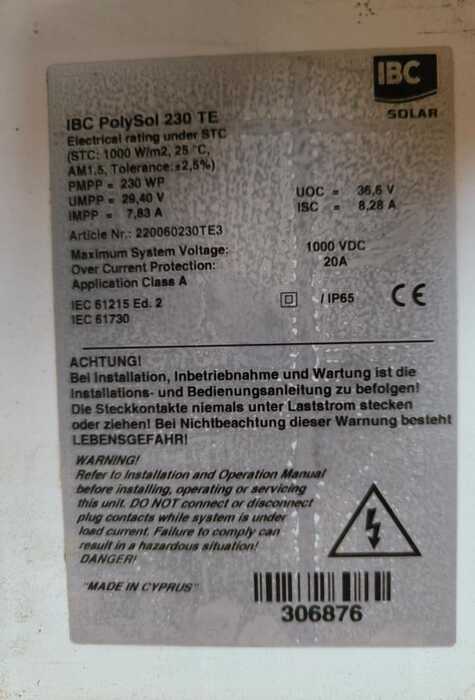 IBC
SOLAR
IBC PolySol 230 TE
Electrical rating under STC
(STC: 1000 W/m2, 25 °C,
AM1,5, Tolerance: ±2,5%)
PMPP = 230 WP
UMPP = 29,40 V
IMPP = 7,83 A
UOC = 36,6 V
ISC = 8,28 A
Article Nr.: 220060230TE3
Maximum System Voltage: 1000 VDC
Over Current Protection: 20A
Application Class A
IEC 61215 Ed. 2
IEC 61730
/ IP65 CE
ACHTUNG!
Bei Installation, Inbetriebnahme und Wartung ist die
Installations- und Bedienungsanleitung zu befolgen!
Die Steckkontakte niemals unter Laststrom stecken
oder ziehen! Bei Nichtbeachtung dieser Warnung besteht
LEBENSGEFAHR!
WARNING!
Refer to Installation and Operation Manual
before installing, operating or servicing
this unit. DO NOT connect or disconnect
plug contacts while system is under
load current. Failure to comply can
result in a hazardous situation!
DANGER!
"MADE IN CYPRUS"
306876